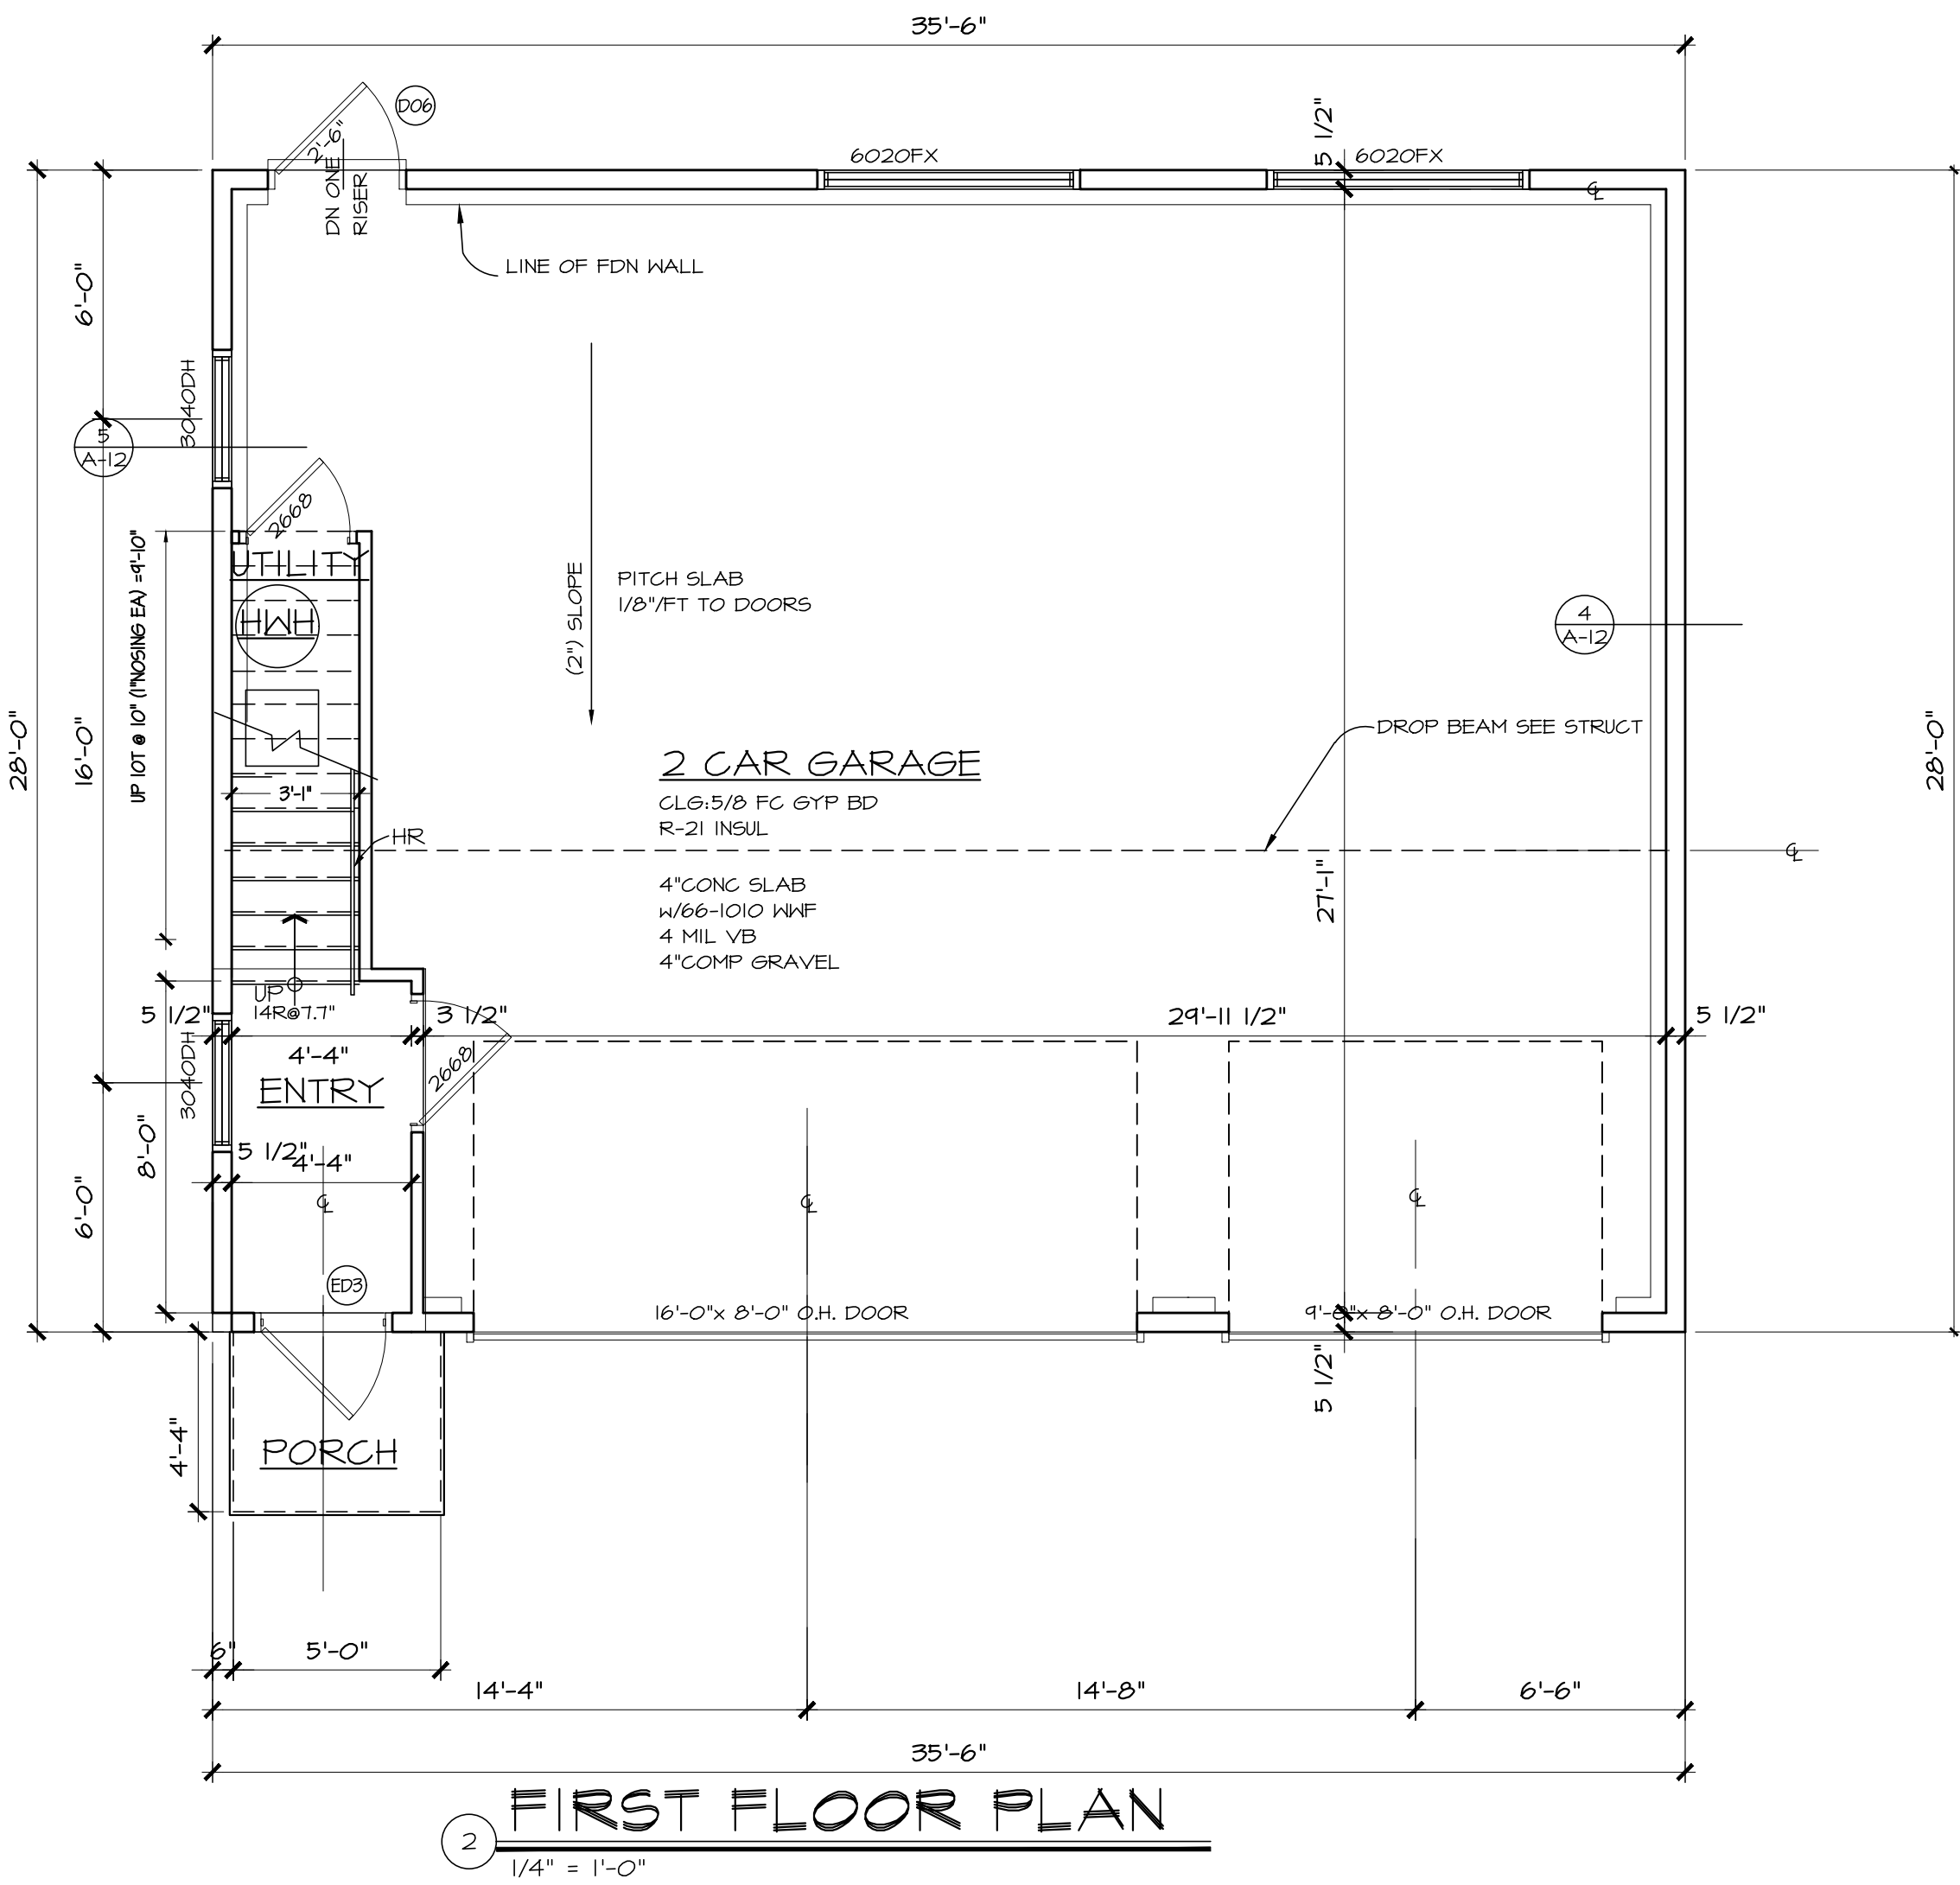 35'-6"
D06
2'-6"
DN ONE
RISER
6020FX
5 1/2"
6020FX
℄
LINE OF FDN WALL
6'-0"
3040DH
5
A-12
2668
UTILITY
HWH
UP 10T @ 10" (1"NOSING EA) =9'-10"
(2") SLOPE
PITCH SLAB
1/8"/FT TO DOORS
4
A-12
28'-0"
16'-0"
28'-0"
DROP BEAM SEE STRUCT
2 CAR GARAGE
CLG:5/8 FC GYP BD
R-21 INSUL
3'-1"
HR
℄
27'-1"
4"CONC SLAB
w/66-1010 WWF
4 MIL VB
4"COMP GRAVEL
UP
14R@7.7"
5 1/2"
3 1/2"
29'-11 1/2"
5 1/2"
4'-4"
3040DH
ENTRY
2668
8'-0"
5 1/2"
4'-4"
6'-0"
℄
℄
℄
ED3
16'-0"x 8'-0" O.H. DOOR
9'-0"x 8'-0" O.H. DOOR
5 1/2"
4'-4"
PORCH
6"
5'-0"
14'-4"
14'-8"
6'-6"
35'-6"
FIRST FLOOR PLAN
2
1/4" = 1'-0"